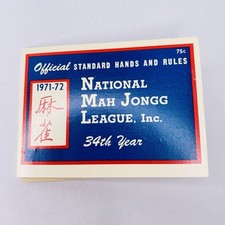 Official STANDARD HANDS AND RULES
75c
1971-72
麻雀
NATIONAL
MAH JONGG
LEAGUE, Inc.
34th Year